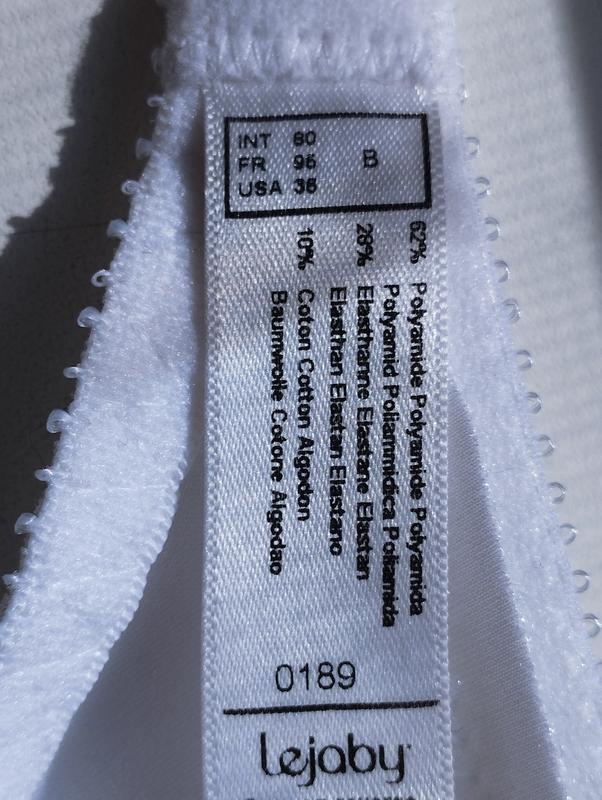 INT 80
FR 95 B
USA 36
62% Polyamide Polyamide Polyamida
Polyamid Poliammidica Poliamida
28% Elasthanne Elastane Elastan
Elasthan Elastan Elastano
10% Coton Cotton Algodon
Baumwolle Cotone Algodao
0189
Lejaby